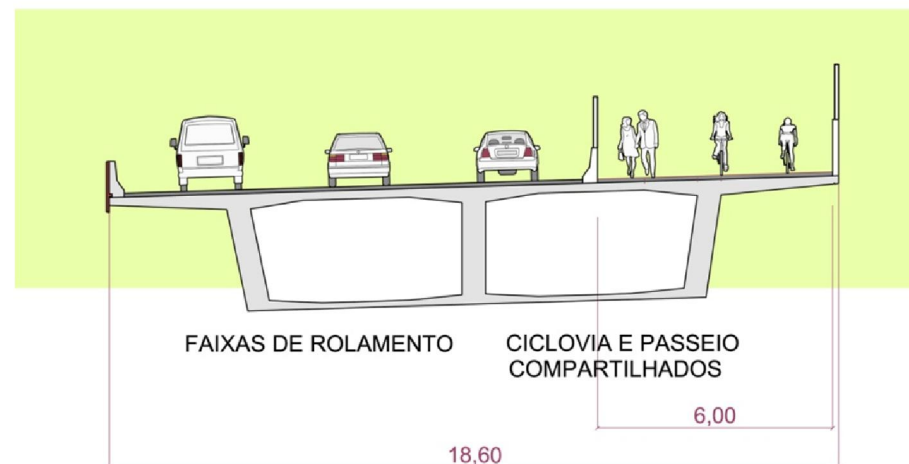 FAIXAS DE ROLAMENTO
CICLOVIA E PASSEIO
COMPARTILHADOS
6,00
18,60